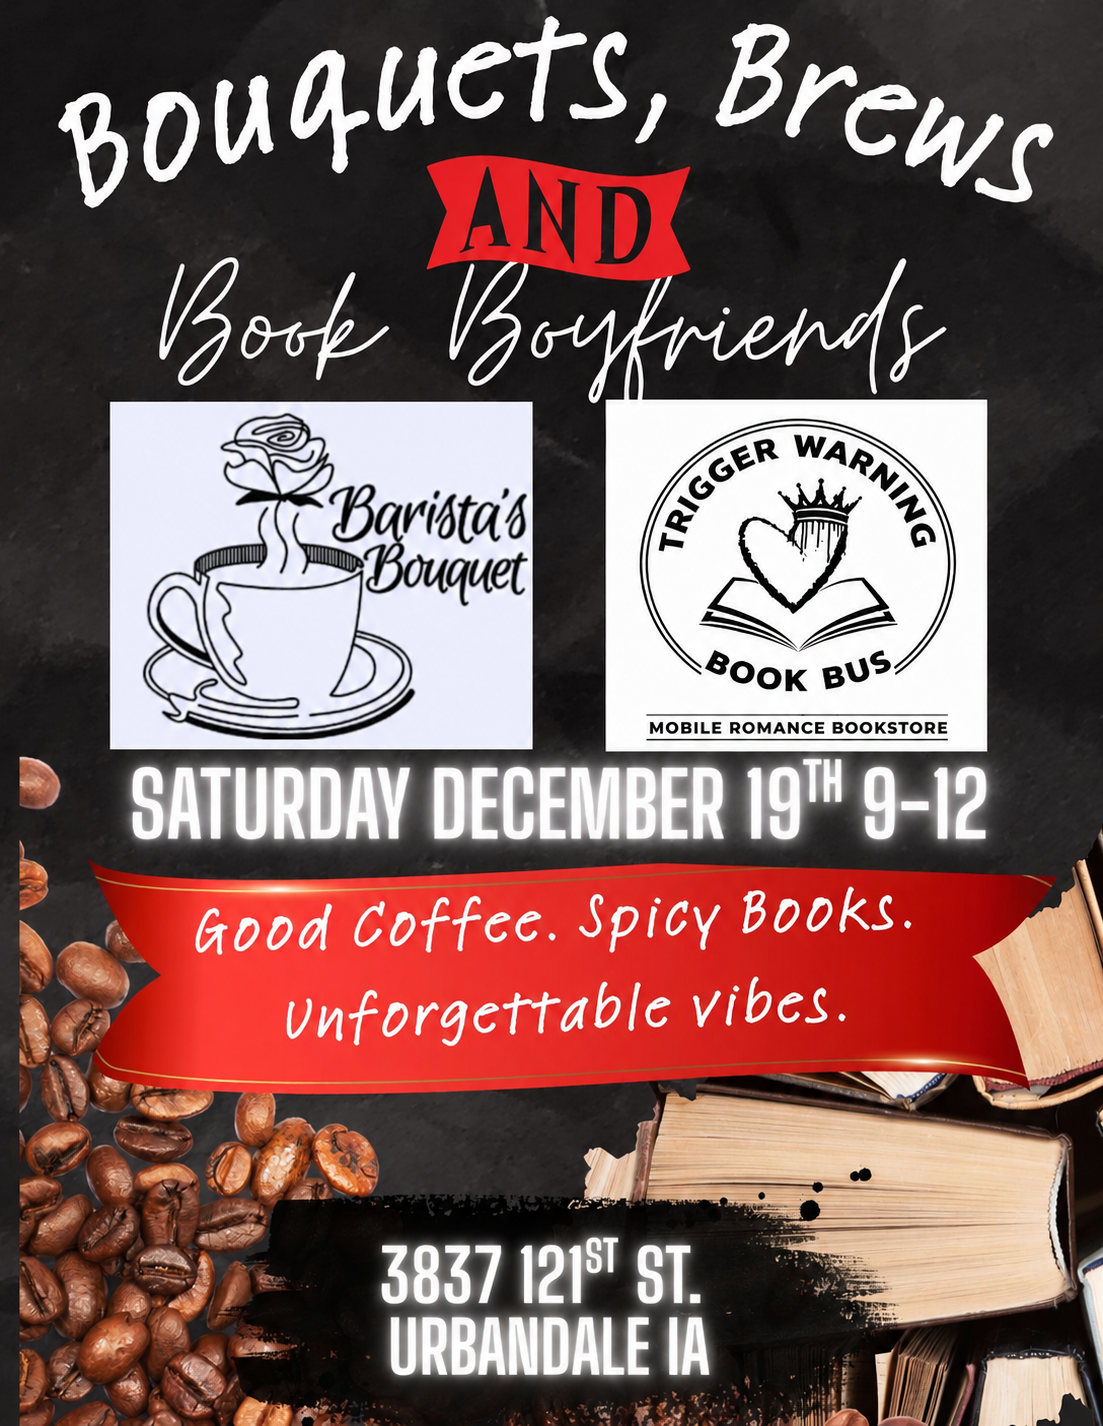 Bouquets, Brews
AND
Book Boyfriends
Barista's
Bouquet
TRIGGER WARNING
BOOK BUS
MOBILE ROMANCE BOOKSTORE
SATURDAY DECEMBER 19TH 9-12
Good Coffee. Spicy Books.
Unforgettable vibes.
3837 121ST ST.
URBANDALE IA